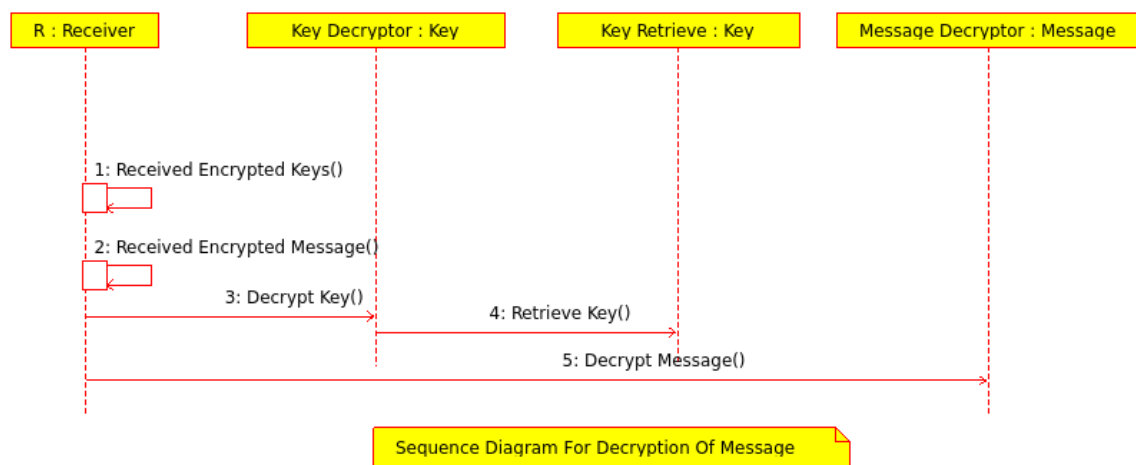 R : Receiver
Key Decryptor : Key
Key Retrieve : Key
Message Decryptor : Message
1: Received Encrypted Keys()
2: Received Encrypted Message()
3: Decrypt Key()
4: Retrieve Key()
5: Decrypt Message()
Sequence Diagram For Decryption Of Message